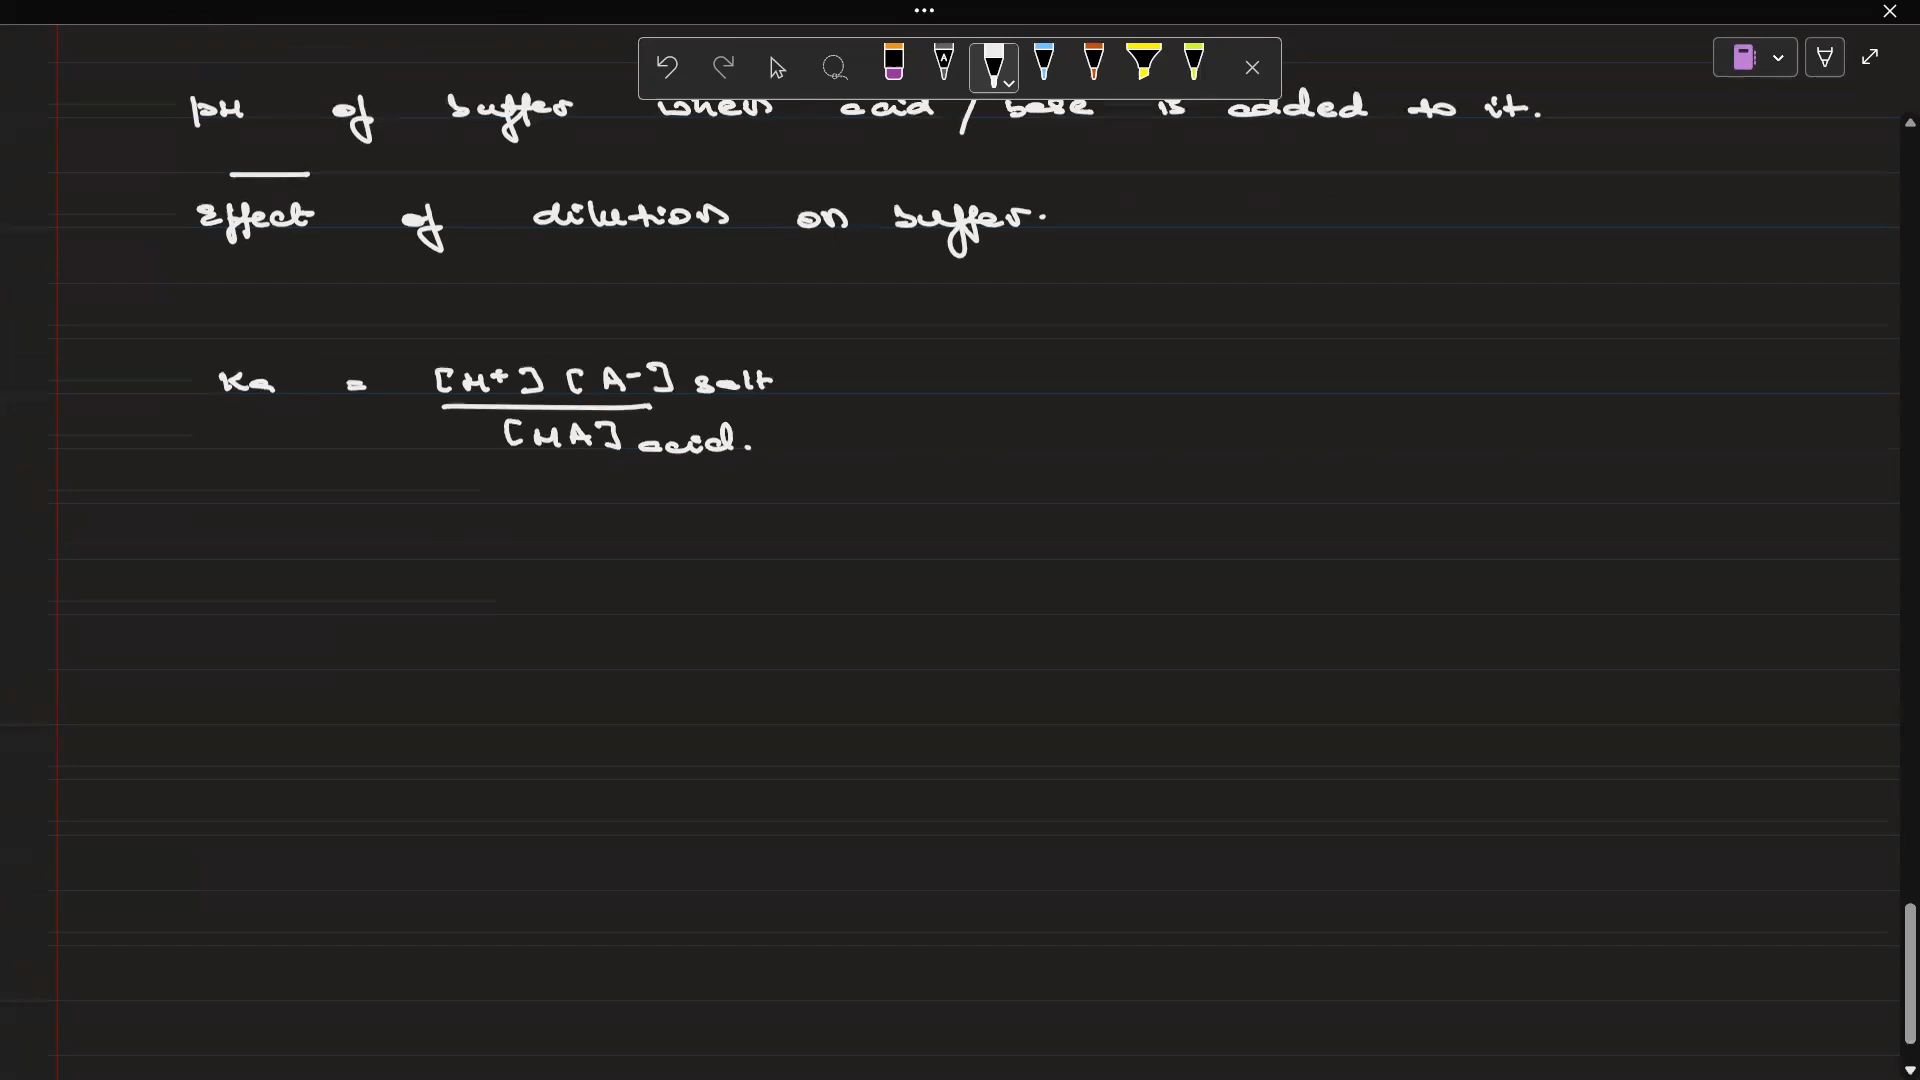 pH of buffer when acid / base is added to it.
Effect of dilution on buffer.
Ka = [H+] [A-] salt
[HA] acid.